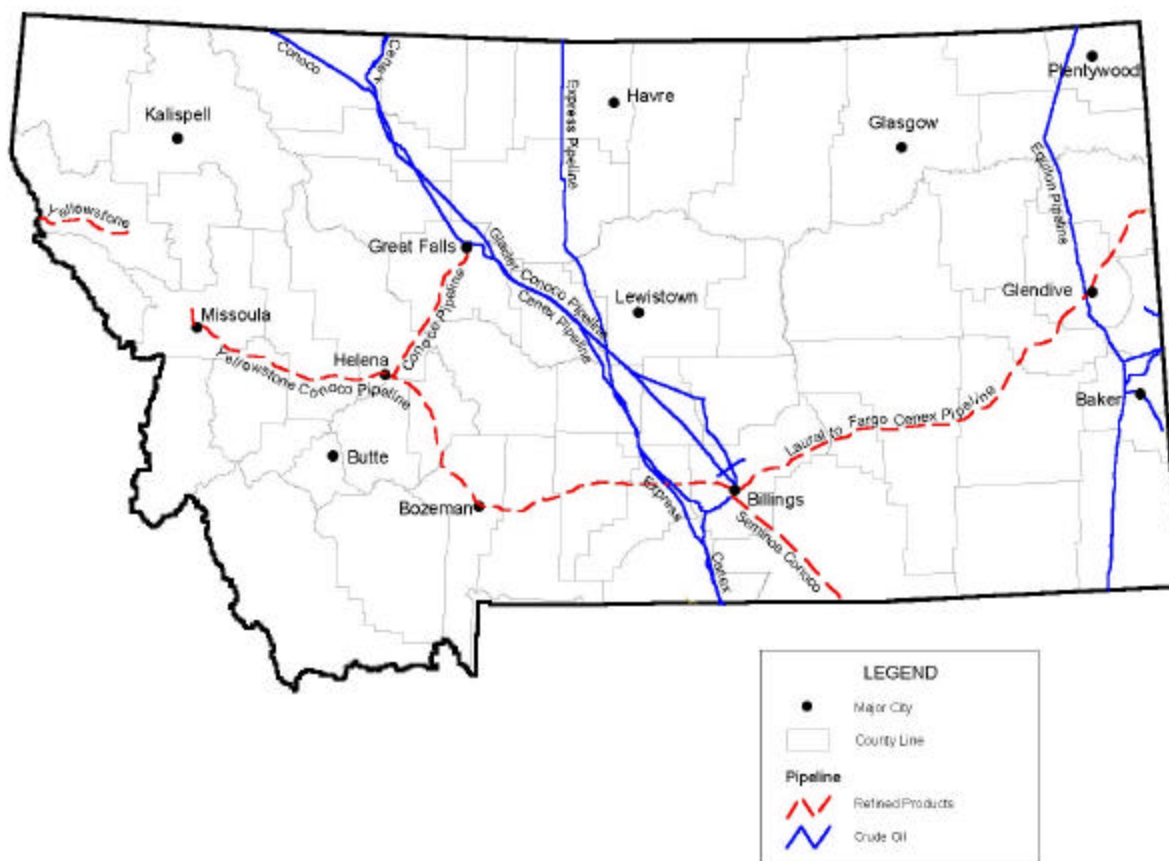 Conoco
Cenex
Plentywood
Express Pipeline
Havre
Kalispell
Glasgow
Equilon Pipeline
Yellowstone
Great Falls
Glacier Conoco Pipeline
Cenex Pipeline
Lewistown
Glendive
Conoco Pipeline
Missoula
Helena
Yellowstone Conoco Pipeline
Baker
Laural to Fargo Cenex Pipeline
Butte
Bozeman
Express
Billings
Seminoe Conoco
Cenex
LEGEND
Major City
County Line
Pipeline
Refined Products
Crude Oil